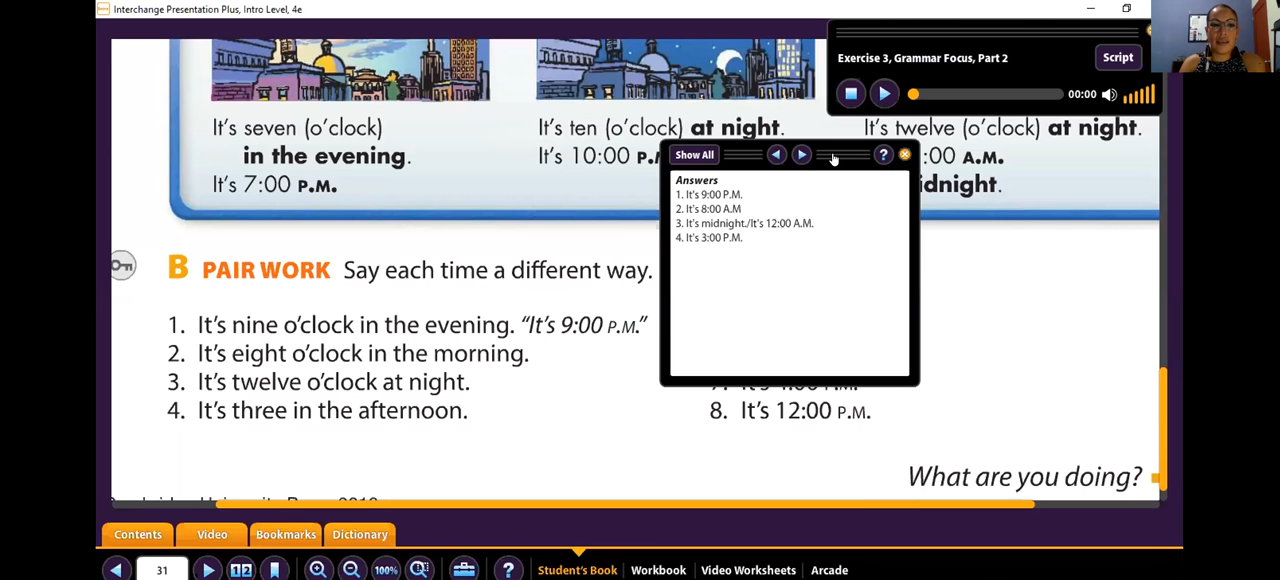 Interchange Presentation Plus, Intro Level, 4e
Exercise 3, Grammar Focus, Part 2
Script
00:00
It's seven (o'clock)
in the evening.
It's 7:00 P.M.
It's ten (o'clock) at night.
It's 10:00 P.
It's twelve (o'clock) at night.
:00 A.M.
idnight.
Show All
?
Answers
1. It's 9:00 P.M.
2. It's 8:00 A.M
3. It's midnight./It's 12:00 A.M.
4. It's 3:00 P.M.
B PAIR WORK Say each time a different way.
1. It's nine o'clock in the evening. "It's 9:00 P.M."
2. It's eight o'clock in the morning.
3. It's twelve o'clock at night.
4. It's three in the afternoon.
8. It's 12:00 P.M.
What are you doing?
Contents
Video
Bookmarks
Dictionary
31
12
100%
?
Student's Book
Workbook
Video Worksheets
Arcade